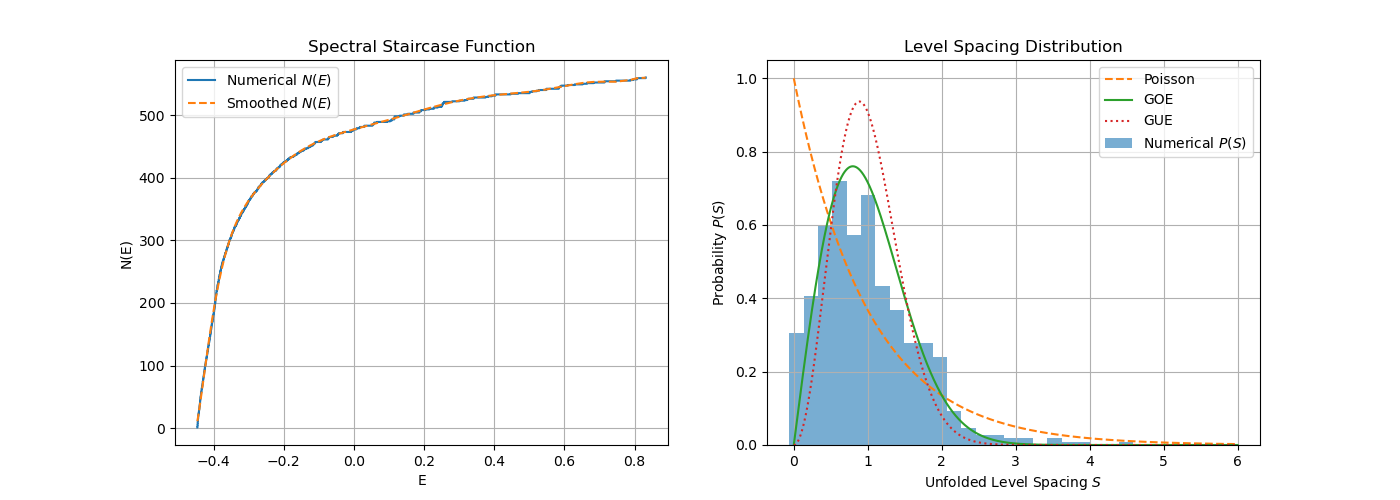 Spectral Staircase Function
Numerical N(E)
Smoothed N(E)
N(E)
500
400
300
200
100
0
−0.4
−0.2
0.0
0.2
0.4
0.6
0.8
E
Level Spacing Distribution
Poisson
GOE
GUE
Numerical P(S)
Probability P(S)
1.0
0.8
0.6
0.4
0.2
0.0
0
1
2
3
4
5
6
Unfolded Level Spacing S